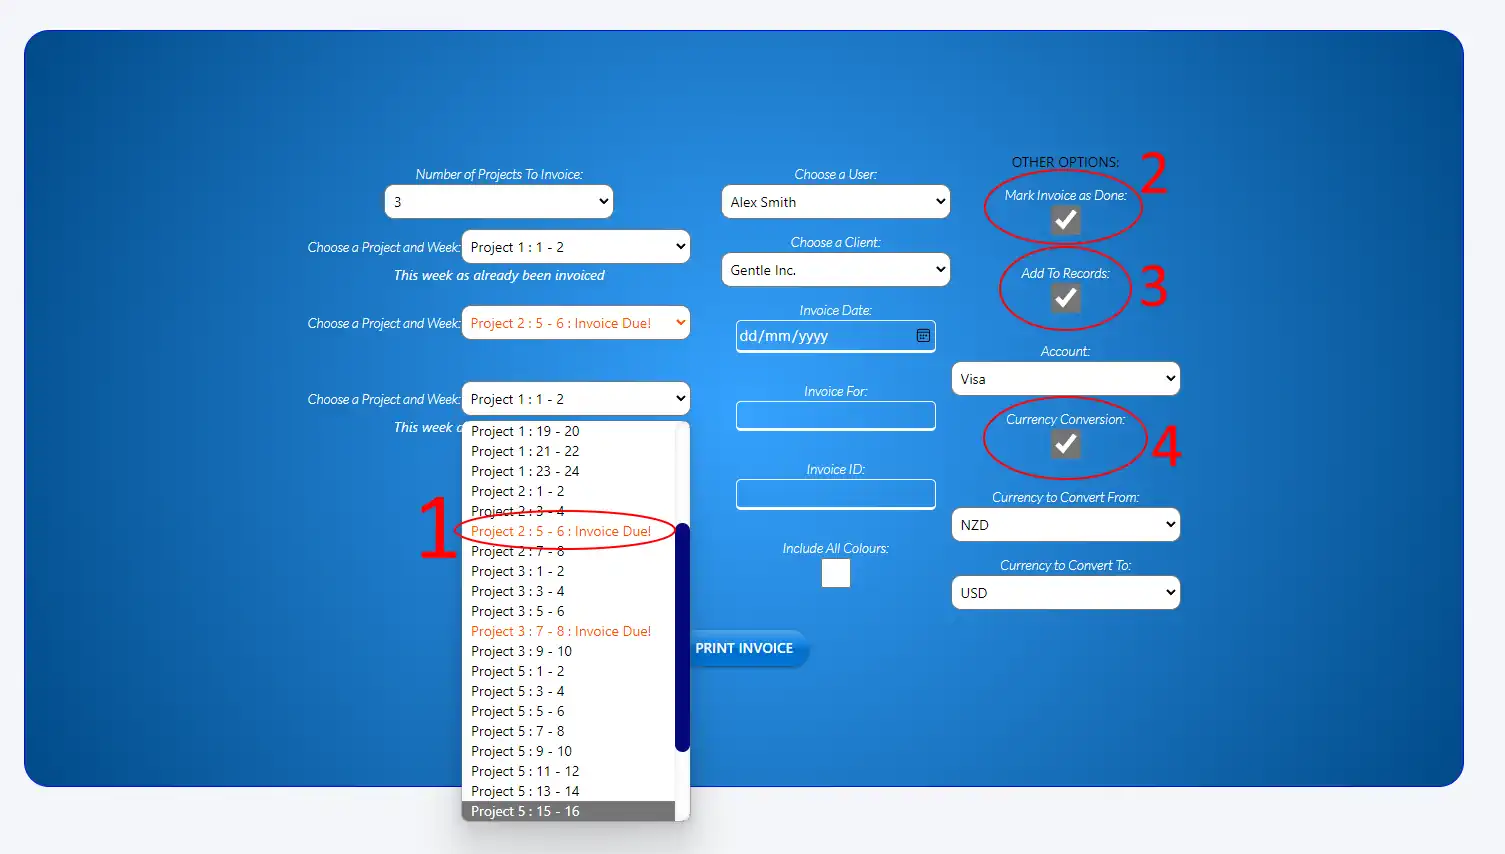 Number of Projects To Invoice:
3
Choose a Project and Week:
Project 1 : 1 - 2
This week as already been invoiced
Choose a Project and Week:
Project 2 : 5 - 6 : Invoice Due!
Choose a Project and Week:
Project 1 : 1 - 2
This week a
Project 1 : 19 - 20
Project 1 : 21 - 22
Project 1 : 23 - 24
Project 2 : 1 - 2
Project 2 : 3 - 4
1
Project 2 : 5 - 6 : Invoice Due!
Project 2 : 7 - 8
Project 3 : 1 - 2
Project 3 : 3 - 4
Project 3 : 5 - 6
Project 3 : 7 - 8 : Invoice Due!
Project 3 : 9 - 10
Project 5 : 1 - 2
Project 5 : 3 - 4
Project 5 : 5 - 6
Project 5 : 7 - 8
Project 5 : 9 - 10
Project 5 : 11 - 12
Project 5 : 13 - 14
Project 5 : 15 - 16
Choose a User:
Alex Smith
Choose a Client:
Gentle Inc.
Invoice Date:
dd/mm/yyyy
Invoice For:
Invoice ID:
Include All Colours:
PRINT INVOICE
OTHER OPTIONS:
2
Mark Invoice as Done:
Add To Records:
3
Account:
Visa
Currency Conversion:
4
Currency to Convert From:
NZD
Currency to Convert To:
USD